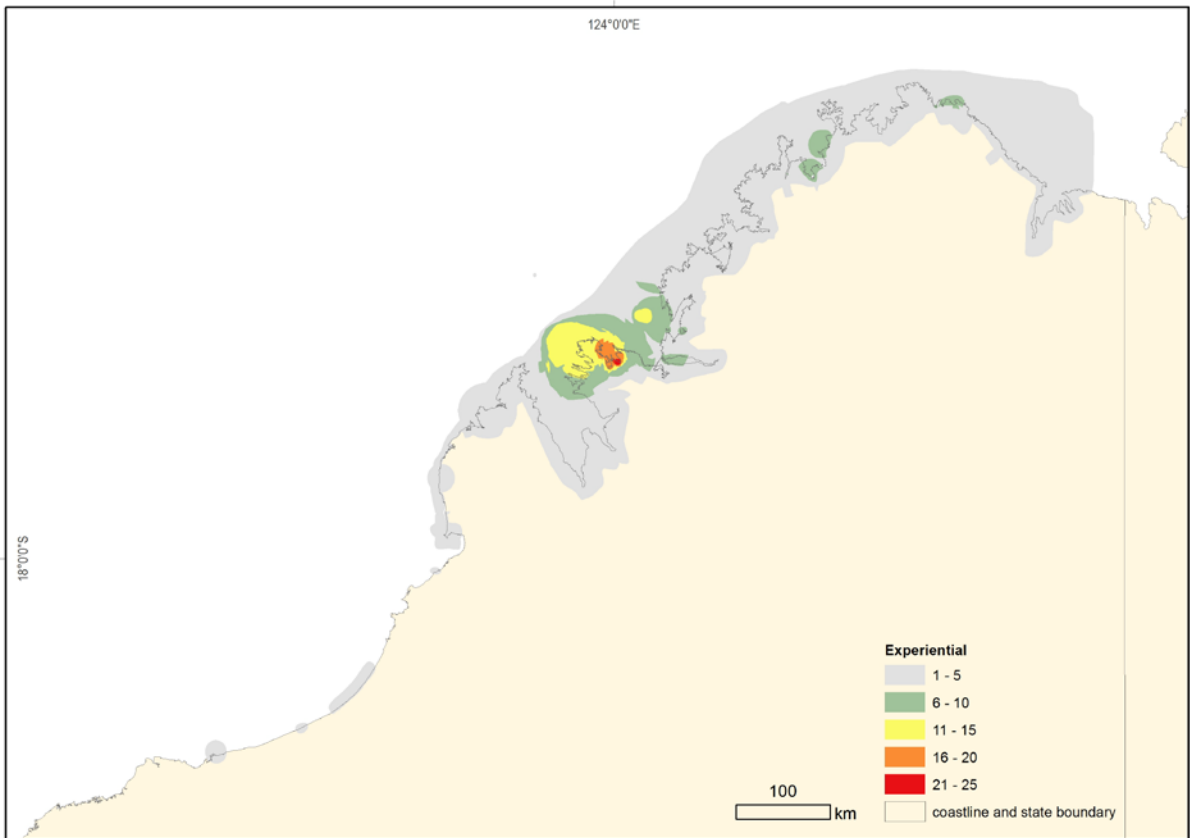 124°0'0"E
18°0'0"S
Experiential
1 - 5
6 - 10
11 - 15
16 - 20
21 - 25
coastline and state boundary
100
km